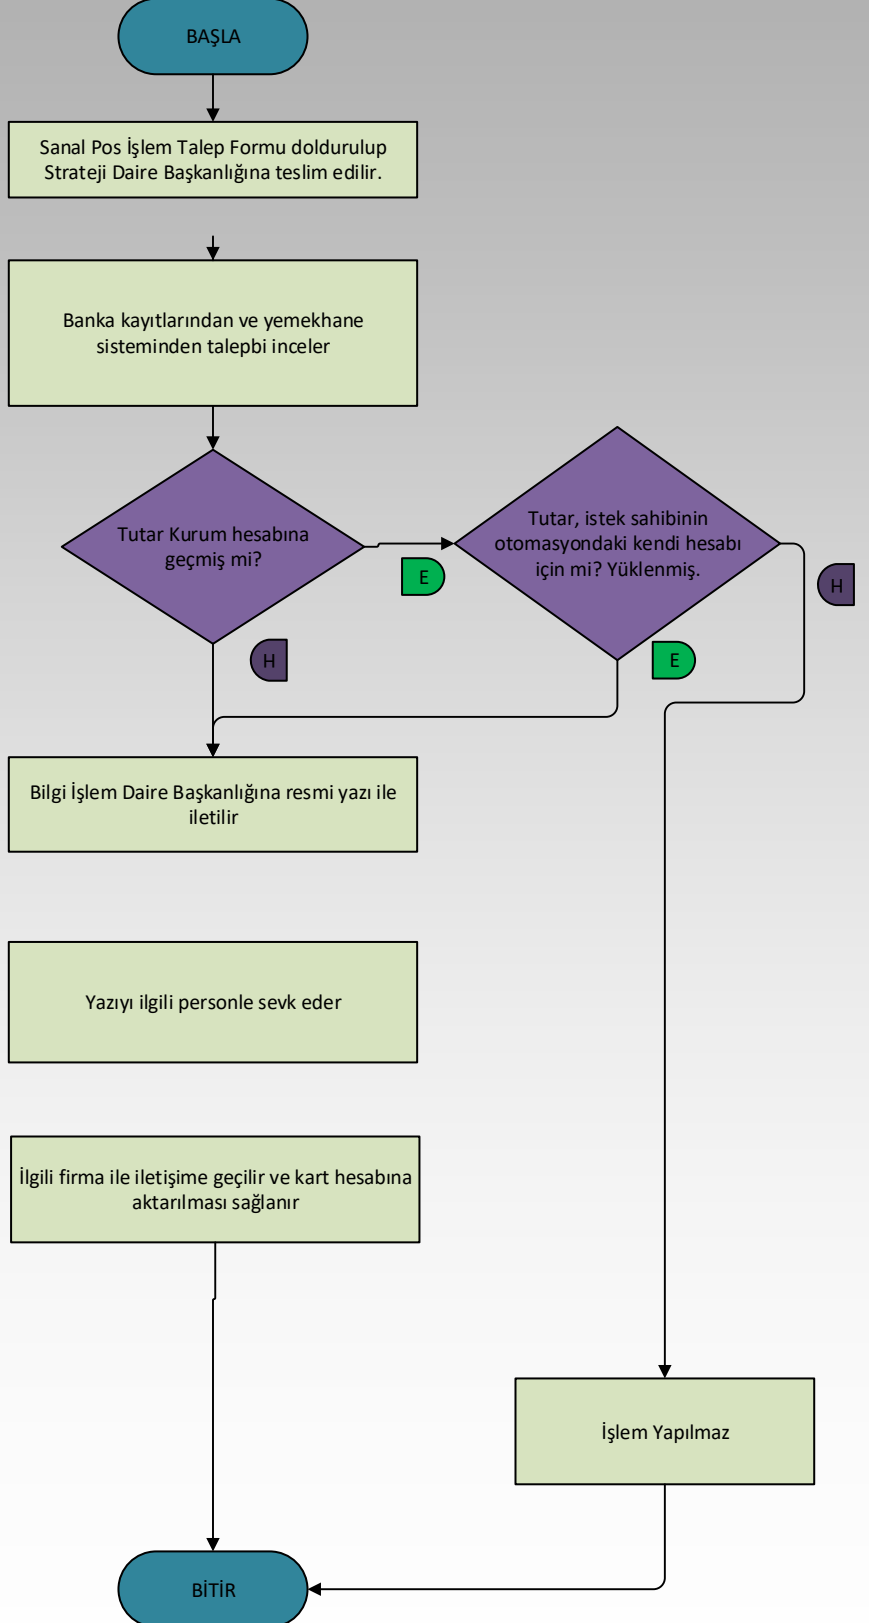 BAŞLA
Sanal Pos İşlem Talep Formu doldurulup
Strateji Daire Başkanlığına teslim edilir.
Banka kayıtlarından ve yemekhane
sisteminden talepbi inceler
Tutar Kurum hesabına
geçmiş mi?
E
Tutar, istek sahibinin
otomasyondaki kendi hesabı
için mi? Yüklenmiş.
H
H
E
Bilgi İşlem Daire Başkanlığına resmi yazı ile
iletilir
Yazıyı ilgili personle sevk eder
İlgili firma ile iletişime geçilir ve kart hesabına
aktarılması sağlanır
İşlem Yapılmaz
BİTİR